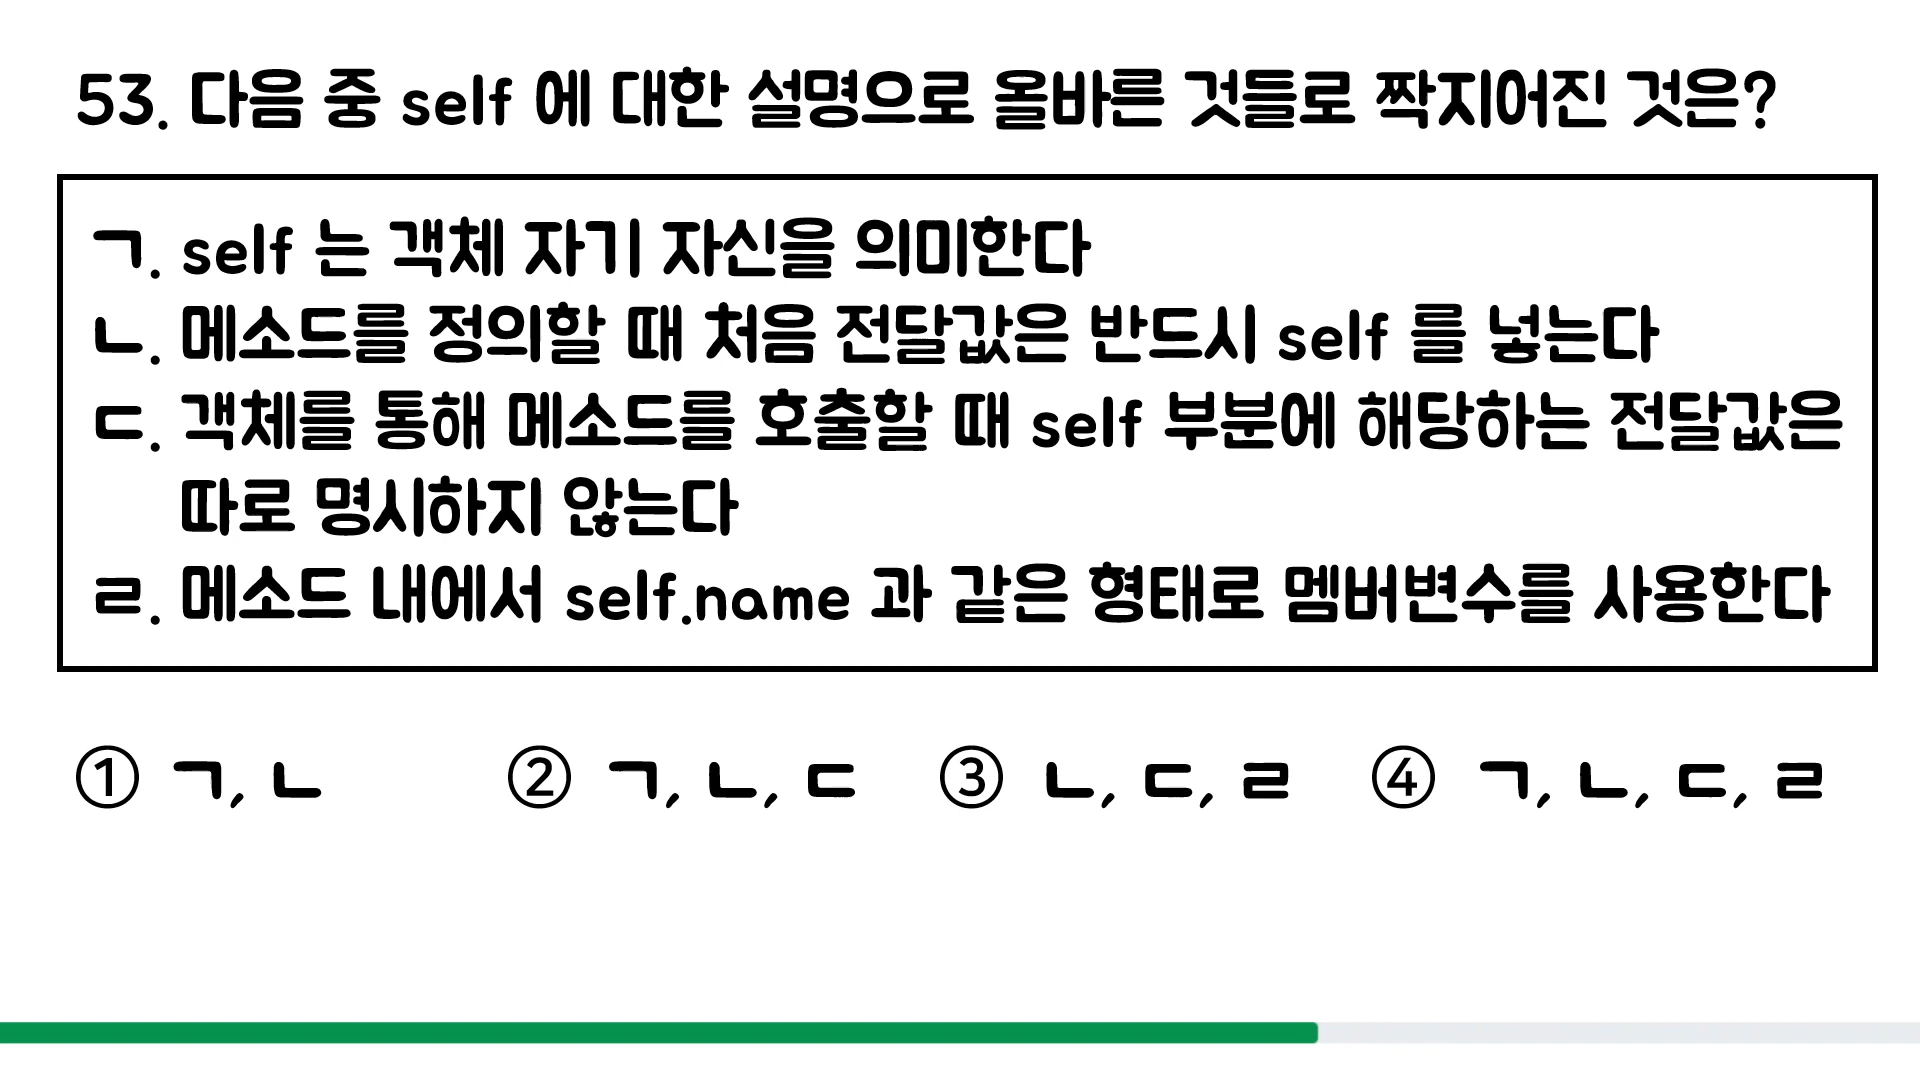 53. 다음 중 self 에 대한 설명으로 올바른 것들로 짝지어진 것은?
ㄱ. self 는 객체 자기 자신을 의미한다
ㄴ. 메소드를 정의할 때 처음 전달값은 반드시 self 를 넣는다
ㄷ. 객체를 통해 메소드를 호출할 때 self 부분에 해당하는 전달값은
따로 명시하지 않는다
ㄹ. 메소드 내에서 self.name 과 같은 형태로 멤버변수를 사용한다
① ㄱ, ㄴ ② ㄱ, ㄴ, ㄷ ③ ㄴ, ㄷ, ㄹ ④ ㄱ, ㄴ, ㄷ, ㄹ